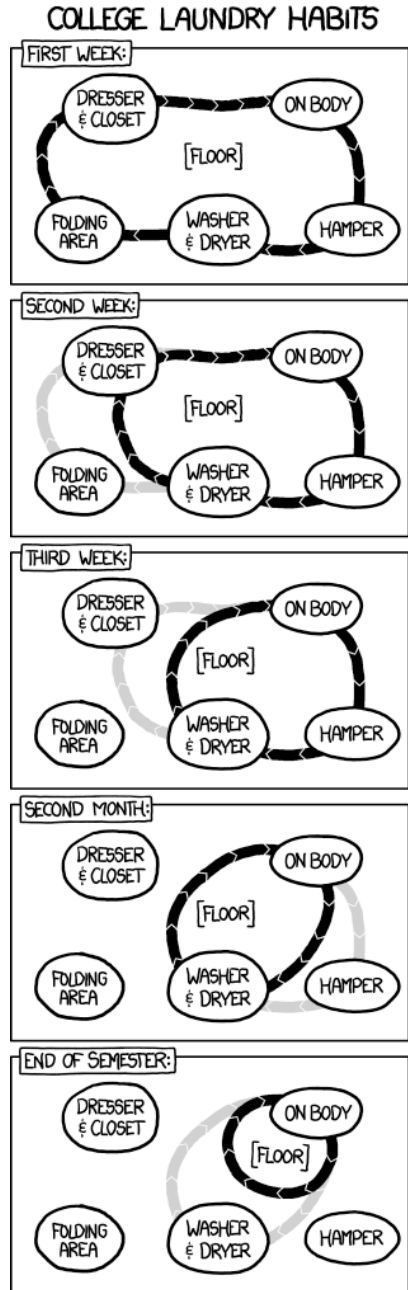 COLLEGE LAUNDRY HABITS
FIRST WEEK:
DRESSER
& CLOSET
ON BODY
[FLOOR]
FOLDING
AREA
WASHER
& DRYER
HAMPER
SECOND WEEK:
DRESSER
& CLOSET
ON BODY
[FLOOR]
FOLDING
AREA
WASHER
& DRYER
HAMPER
THIRD WEEK:
DRESSER
& CLOSET
ON BODY
[FLOOR]
FOLDING
AREA
WASHER
& DRYER
HAMPER
SECOND MONTH:
DRESSER
& CLOSET
ON BODY
[FLOOR]
FOLDING
AREA
WASHER
& DRYER
HAMPER
END OF SEMESTER:
DRESSER
& CLOSET
ON BODY
[FLOOR]
FOLDING
AREA
WASHER
& DRYER
HAMPER